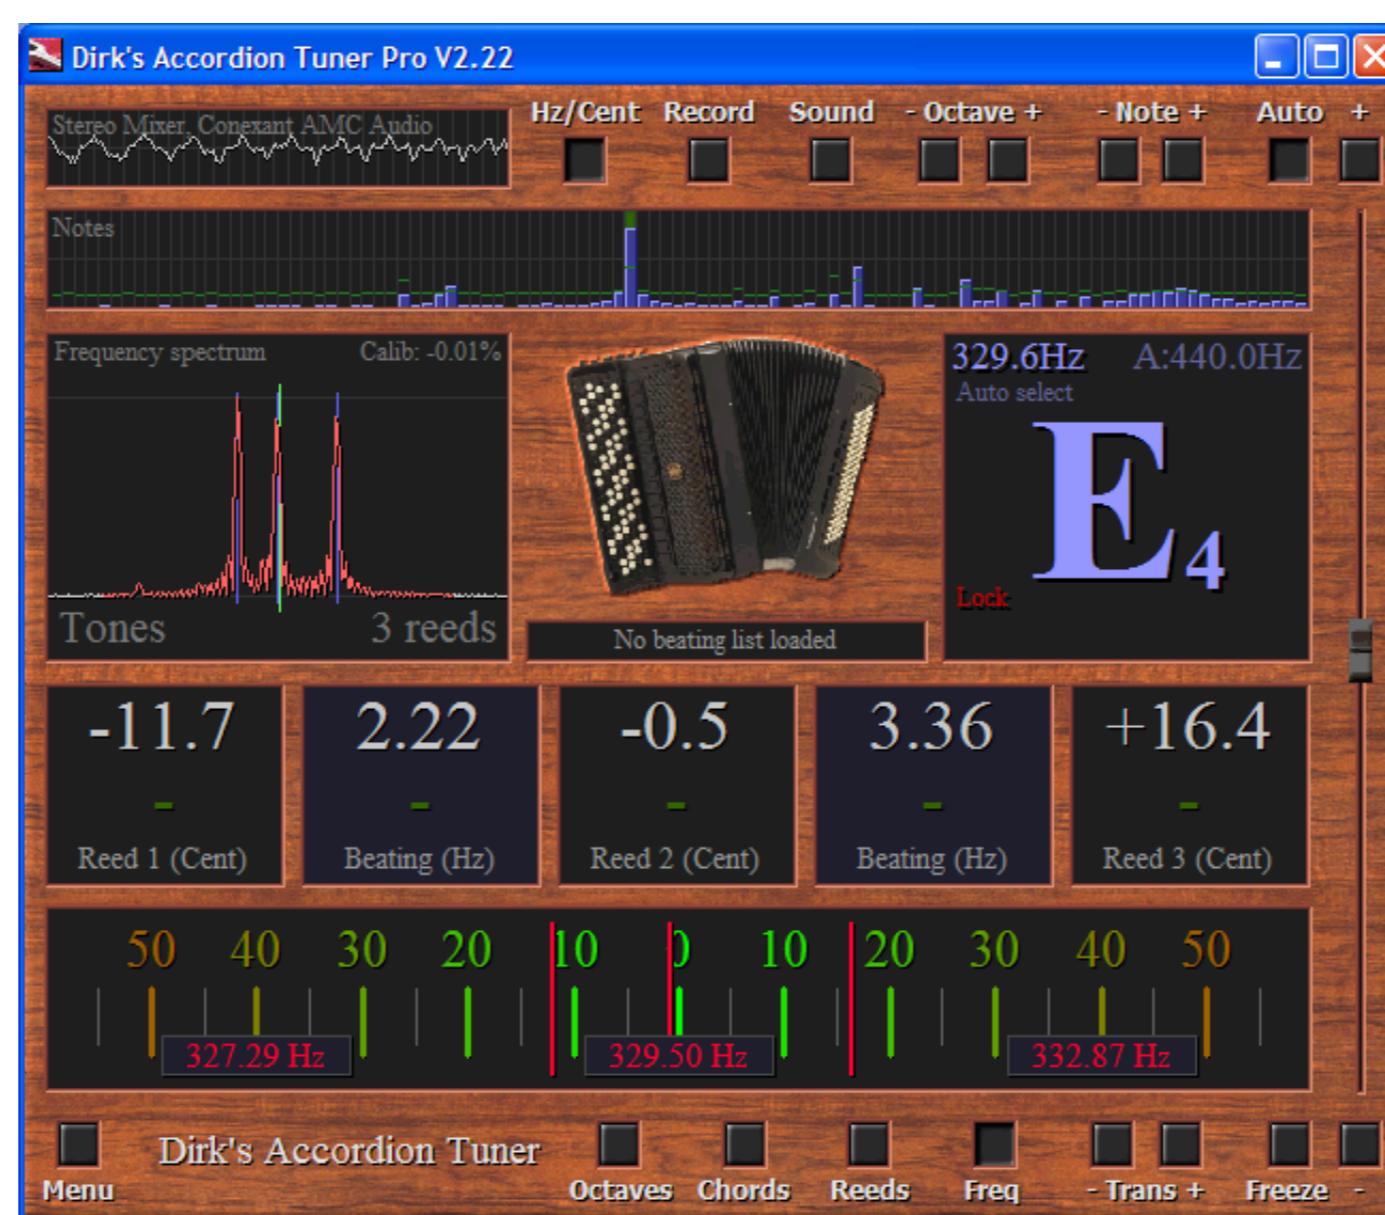 Dirk's Accordion Tuner Pro V2.22
Hz/Cent Record Sound - Octave + - Note + Auto +
Stereo Mixer, Conexant AMC Audio
Notes
Frequency spectrum Calib: -0.01%
Tones 3 reeds
No beating list loaded
329.6Hz A:440.0Hz
Auto select
E4
Lock
-11.7 2.22 -0.5 3.36 +16.4
- - - - -
Reed 1 (Cent) Beating (Hz) Reed 2 (Cent) Beating (Hz) Reed 3 (Cent)
50 40 30 20 10 0 10 20 30 40 50
327.29 Hz 329.50 Hz 332.87 Hz
Dirk's Accordion Tuner
Menu Octaves Chords Reeds Freq - Trans + Freeze -